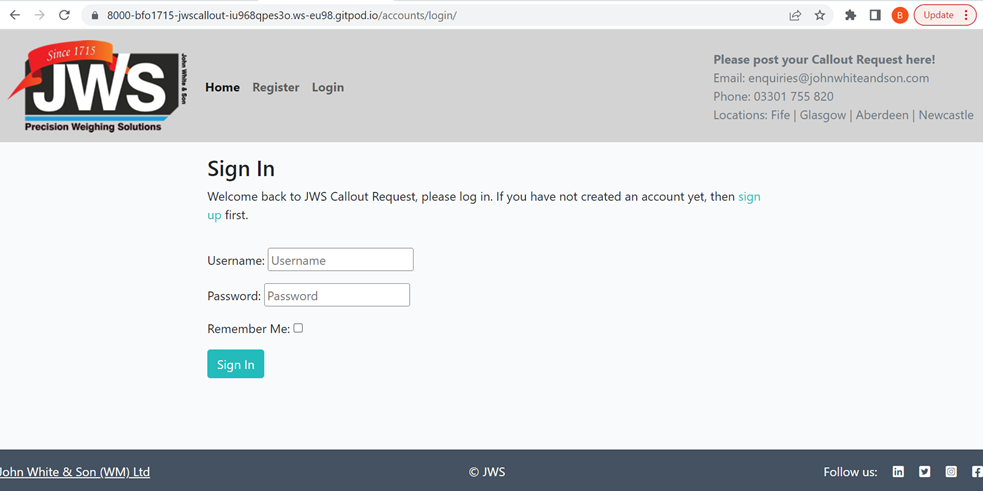 8000-bfo1715-jwscallout-iu968qpes3o.ws-eu98.gitpod.io/accounts/login/
B
Update
Since 1715
JWS
John White & Son
Precision Weighing Solutions
Home Register Login
Please post your Callout Request here!
Email: enquiries@johnwhiteandson.com
Phone: 03301 755 820
Locations: Fife | Glasgow | Aberdeen | Newcastle
Sign In
Welcome back to JWS Callout Request, please log in. If you have not created an account yet, then sign
up first.
Username: Username
Password: Password
Remember Me:
Sign In
John White & Son (WM) Ltd
© JWS
Follow us: